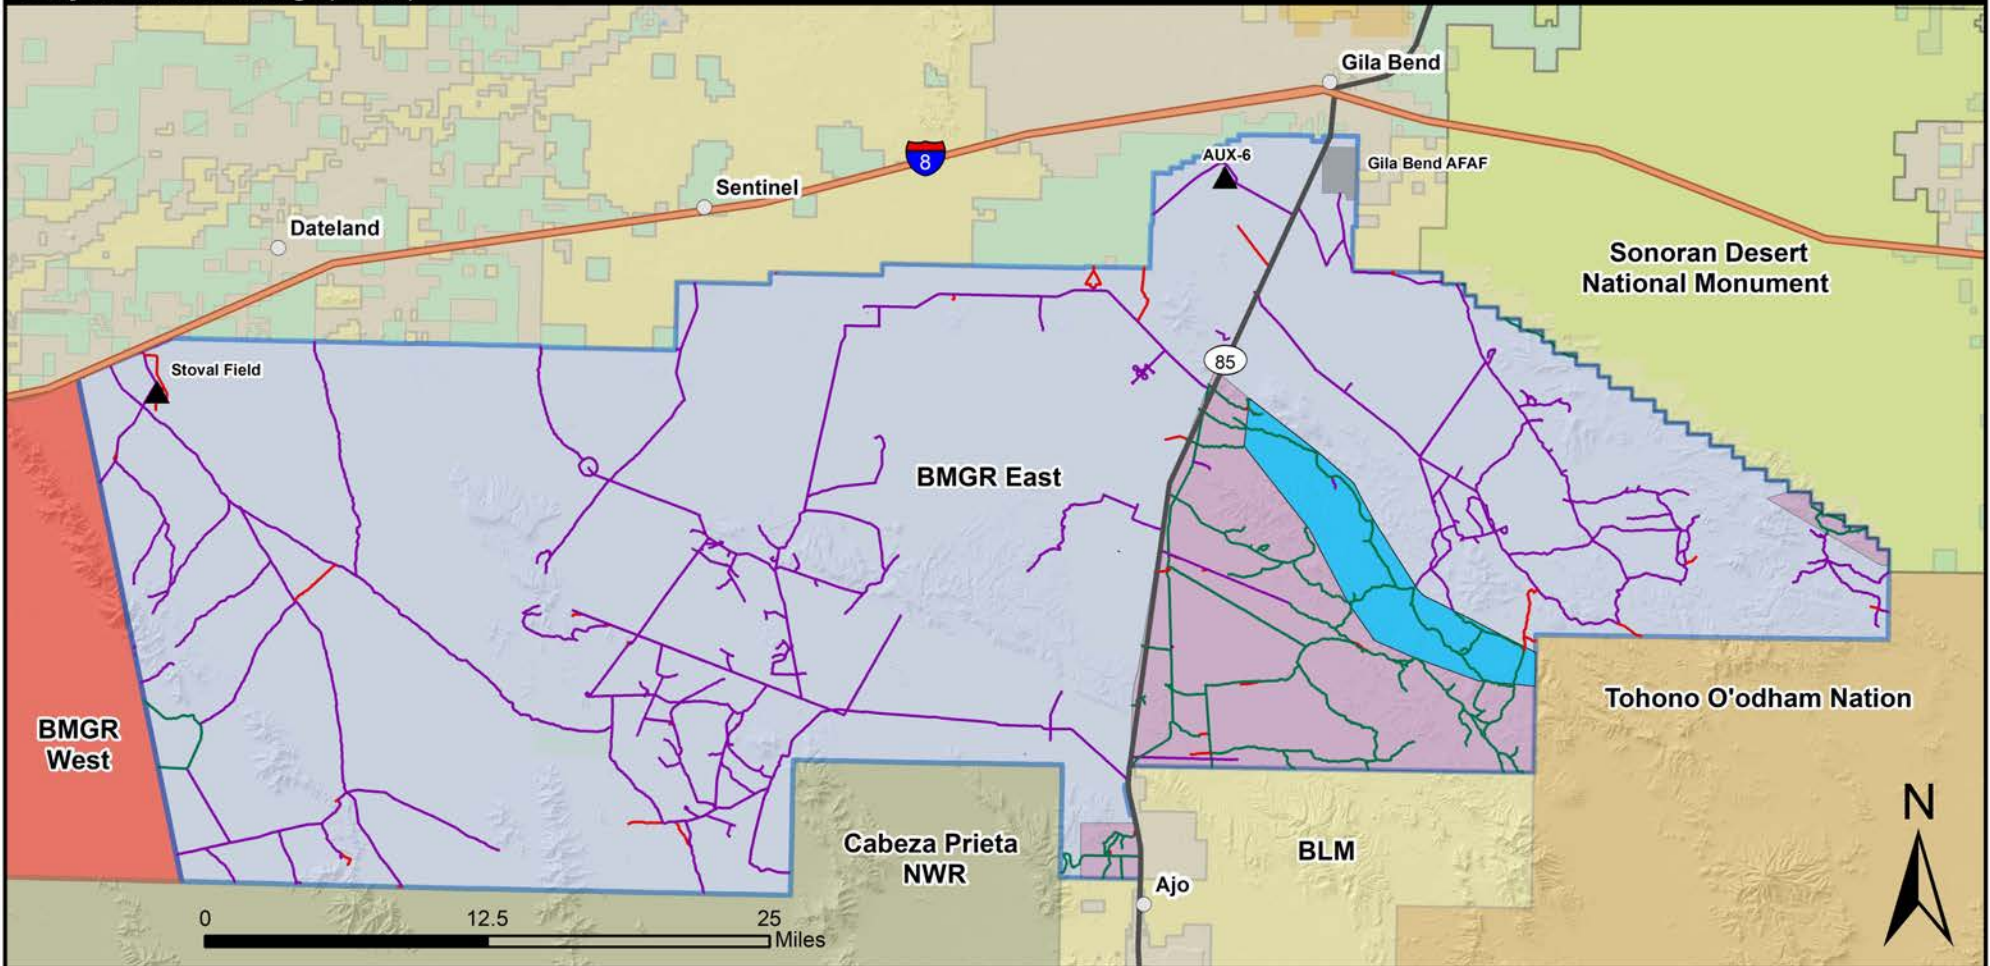 Gila Bend
AUX-6
Gila Bend AFAF
8
Sentinel
Dateland
Sonoran Desert
National Monument
Stoval Field
85
BMGR East
BMGR
West
Tohono O'odham Nation
Cabeza Prieta
NWR
BLM
Ajo
N
0 12.5 25
Miles